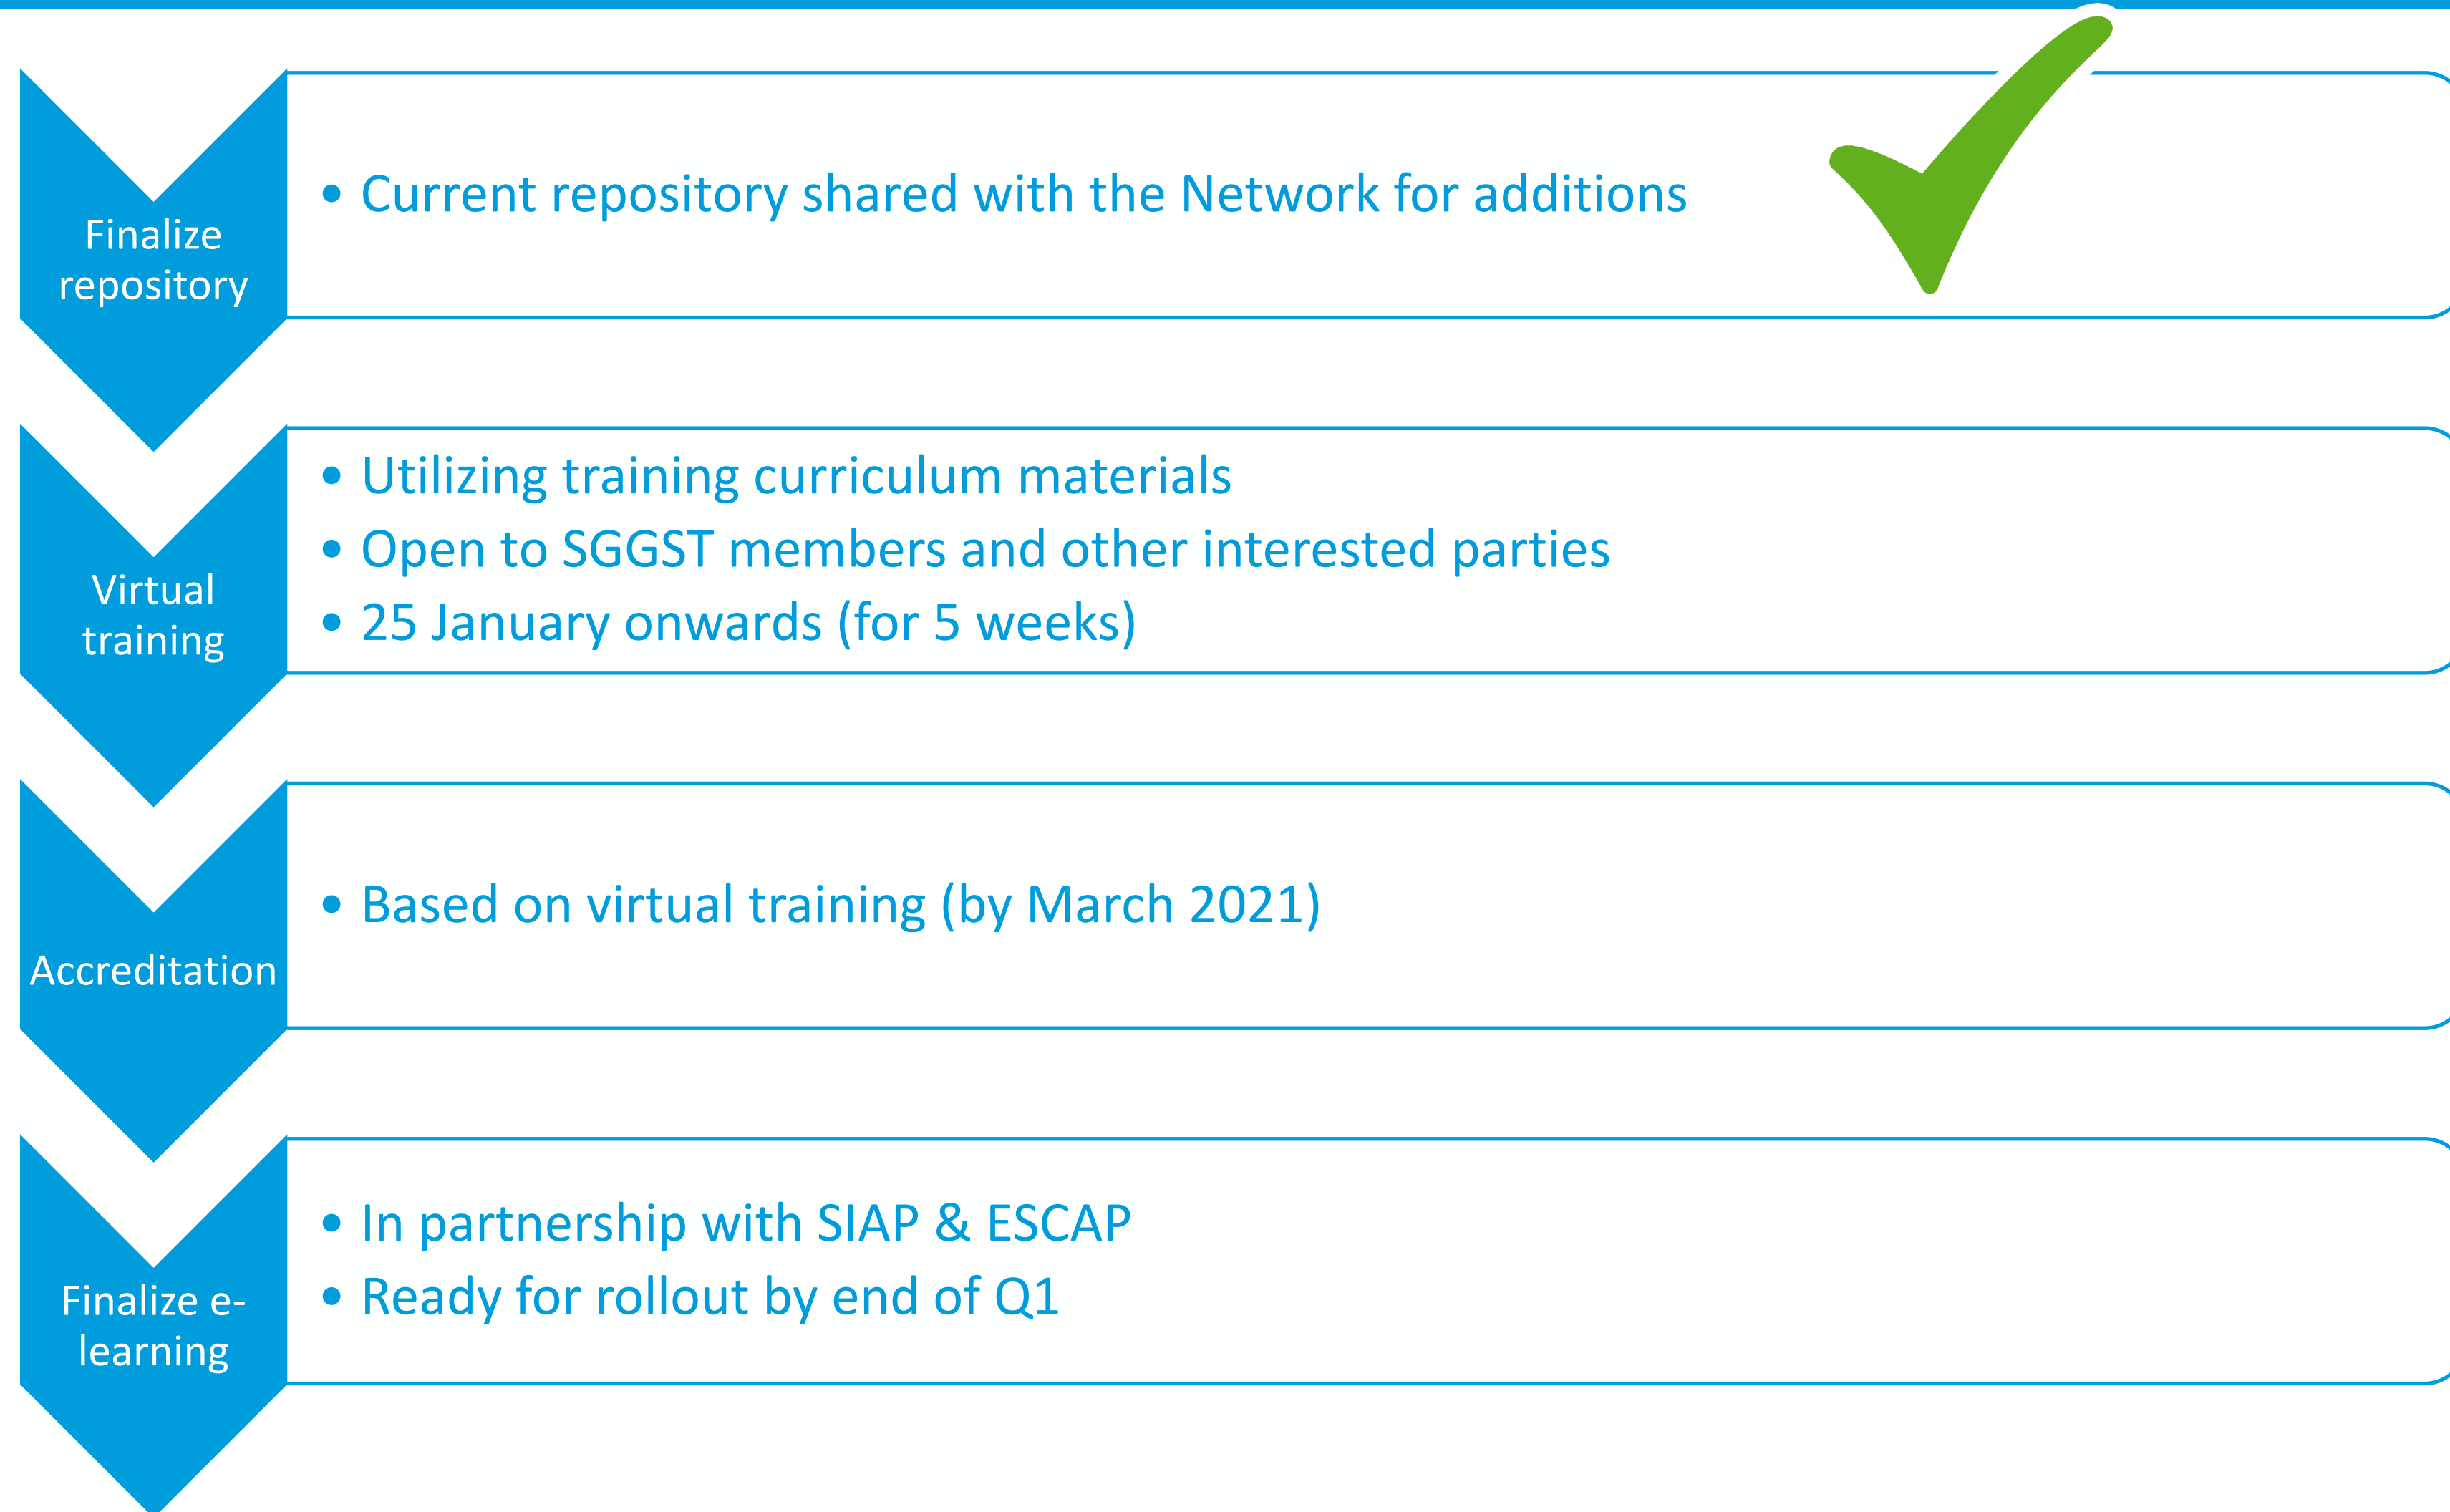 Finalize
repository
• Current repository shared with the Network for additions
Virtual
training
• Utilizing training curriculum materials
• Open to SGGST members and other interested parties
• 25 January onwards (for 5 weeks)
Accreditation
• Based on virtual training (by March 2021)
Finalize e-
learning
• In partnership with SIAP & ESCAP
• Ready for rollout by end of Q1